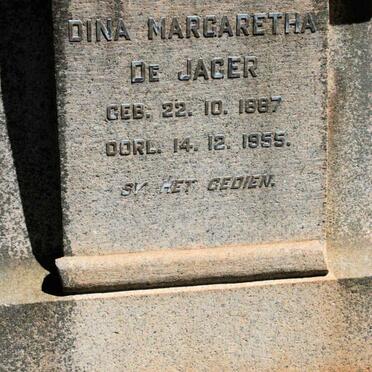 DINA MARGARETHA
DE JAGER
GEB. 22. 10. 1887
OORL. 14. 12. 1955.
SY HET GEDIEN.